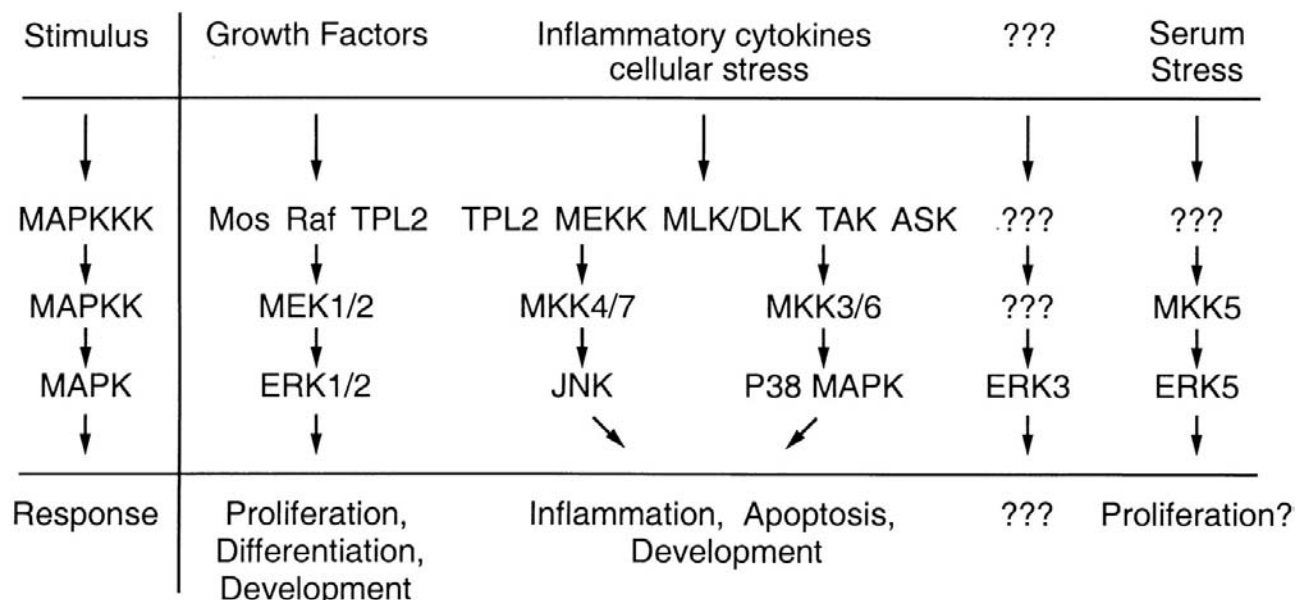 Stimulus Growth Factors Inflammatory cytokines ??? Serum
cellular stress Stress
MAPKKK Mos Raf TPL2 TPL2 MEKK MLK/DLK TAK ASK ??? ???
MAPKK MEK1/2 MKK4/7 MKK3/6 ??? MKK5
MAPK ERK1/2 JNK P38 MAPK ERK3 ERK5
Response Proliferation, Inflammation, Apoptosis, ??? Proliferation?
Differentiation, Development
Development